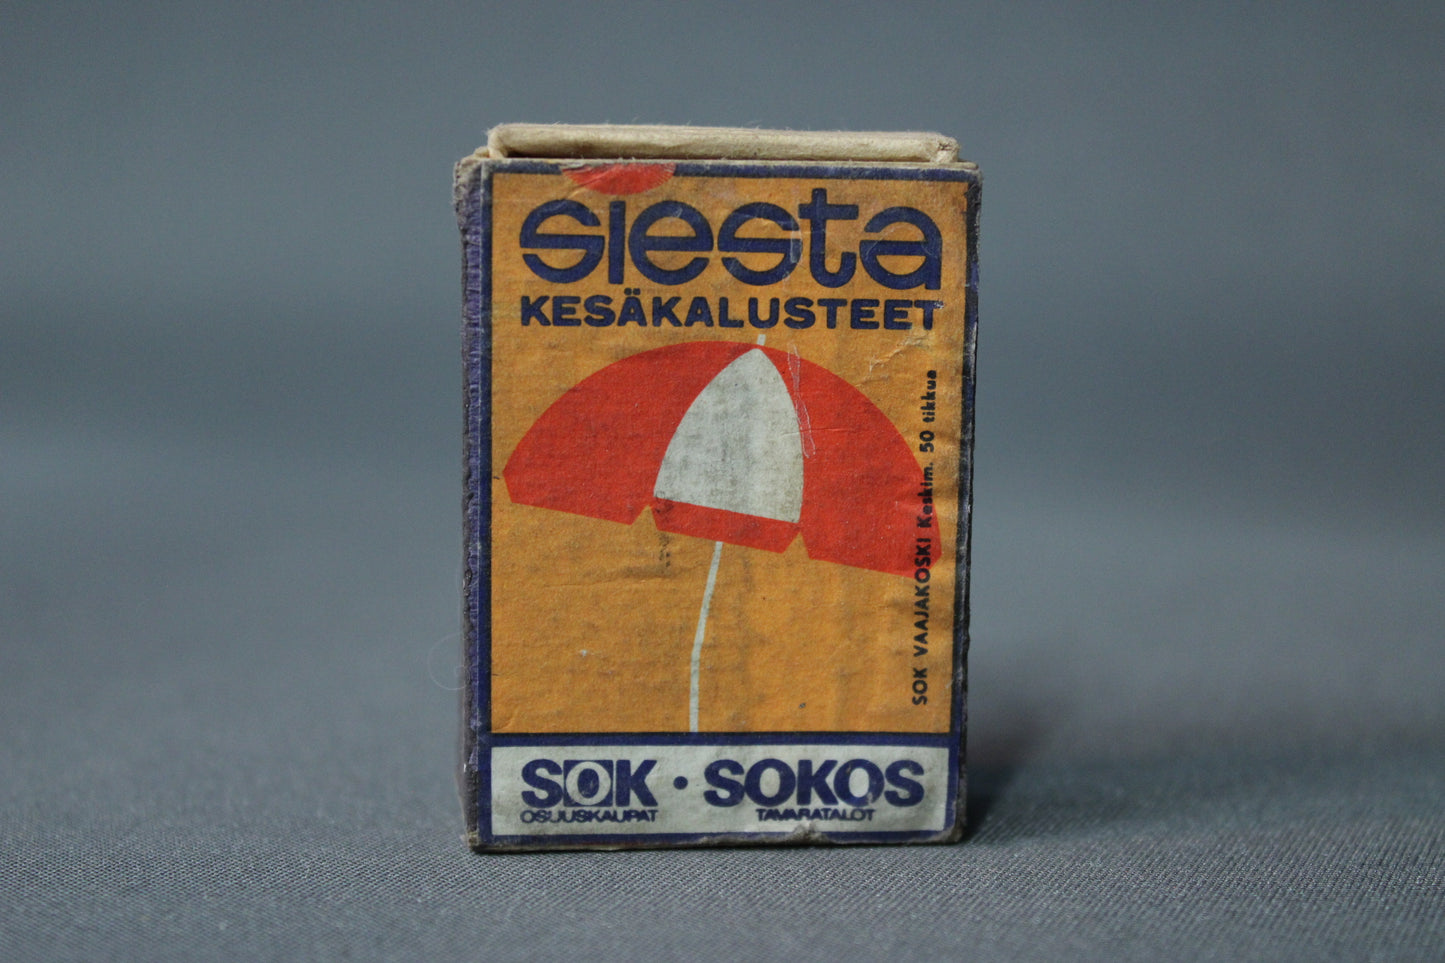 siesta
KESÄKALUSTEET
SOK VAAJAKOSKI Keskim. 50 tikkua
SOK • SOKOS
OSUUSKAUPAT TAVARATALOT